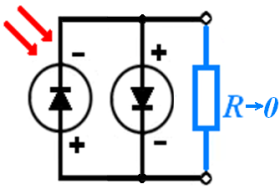 - +
+ -
R→0